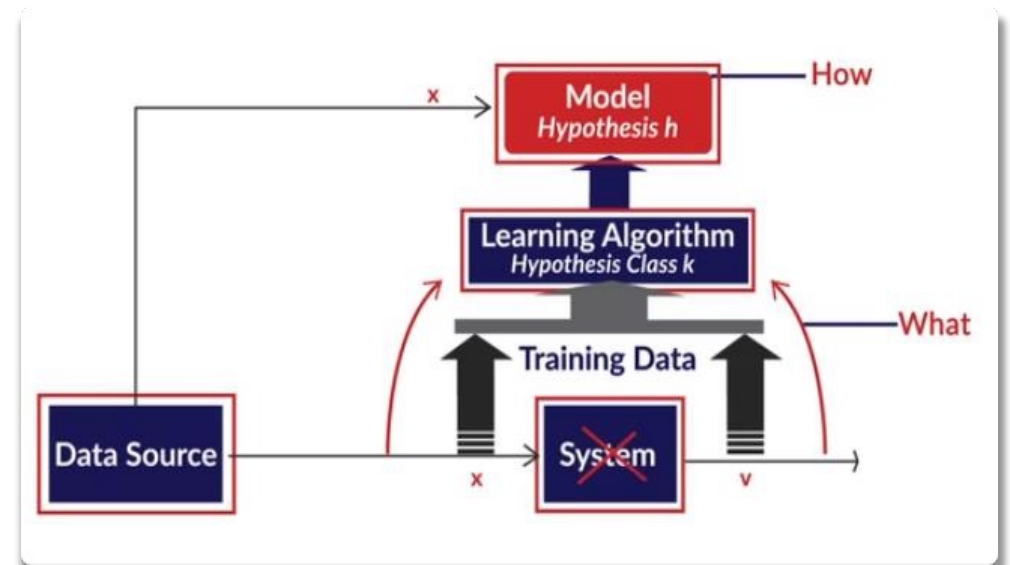 How
x
Model
Hypothesis h
Learning Algorithm
Hypothesis Class k
What
Training Data
Data Source
System
x
v